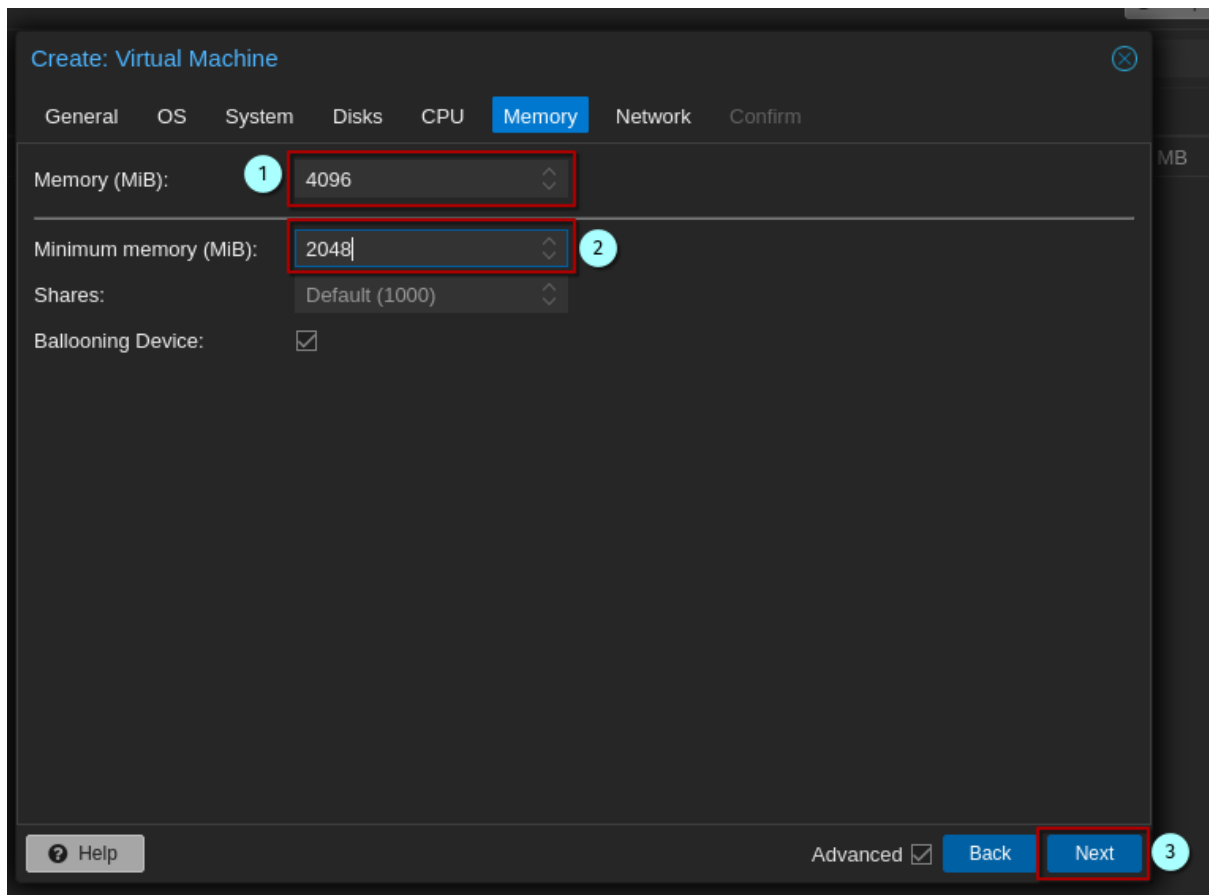 Create: Virtual Machine
General OS System Disks CPU Memory Network Confirm
MB
Memory (MiB): 1 4096
Minimum memory (MiB): 2048 2
Shares: Default (1000)
Ballooning Device:
Help Advanced Back Next 3